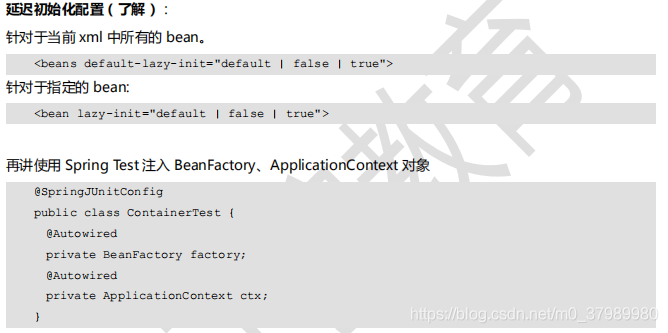 延迟初始化配置（了解）:
针对于当前 xml 中所有的 bean。
<beans default-lazy-init="default | false | true">
针对于指定的 bean:
<bean lazy-init="default | false | true">
再讲使用 Spring Test 注入 BeanFactory、ApplicationContext 对象
@SpringJUnitConfig
public class ContainerTest {
@Autowired
private BeanFactory factory;
@Autowired
private ApplicationContext ctx;
}
https://blog.csdn.net/m0_37989980
教育